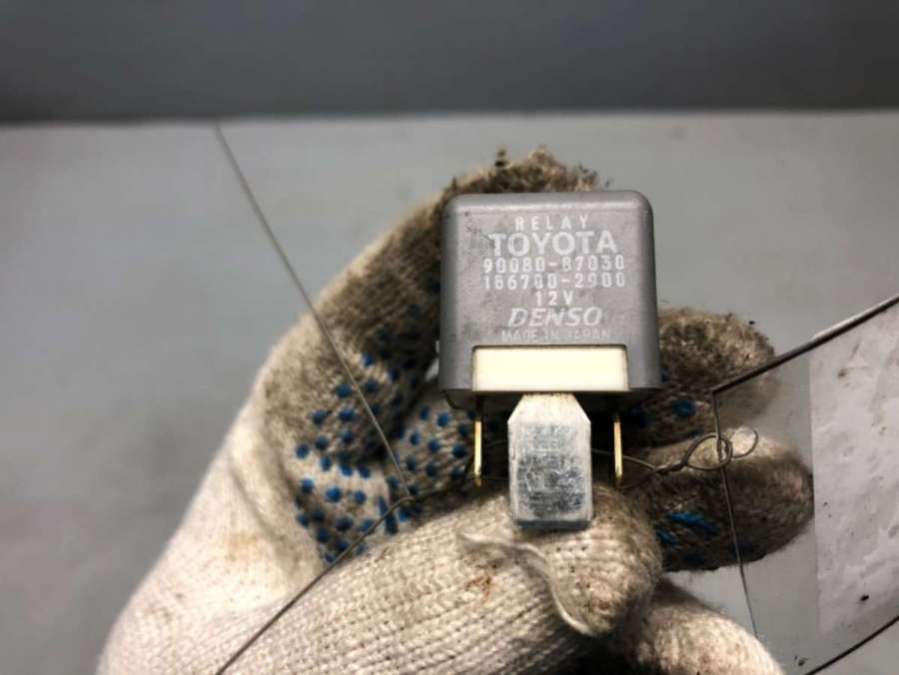 RELAY
TOYOTA
90080-87030
156700-2900
12V
DENSO
MADE IN JAPAN